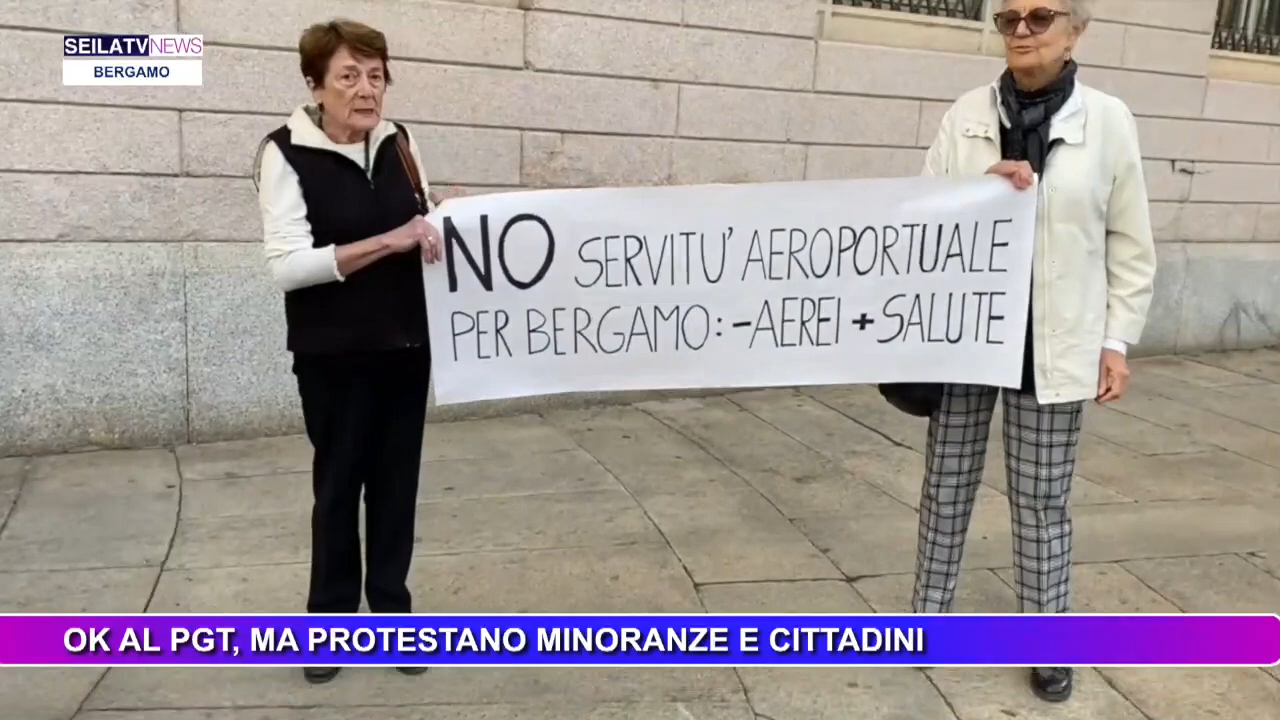 SEILATVNEWS
BERGAMO
NO SERVITU' AEROPORTUALE
PER BERGAMO: -AEREI + SALUTE
OK AL PGT, MA PROTESTANO MINORANZE E CITTADINI